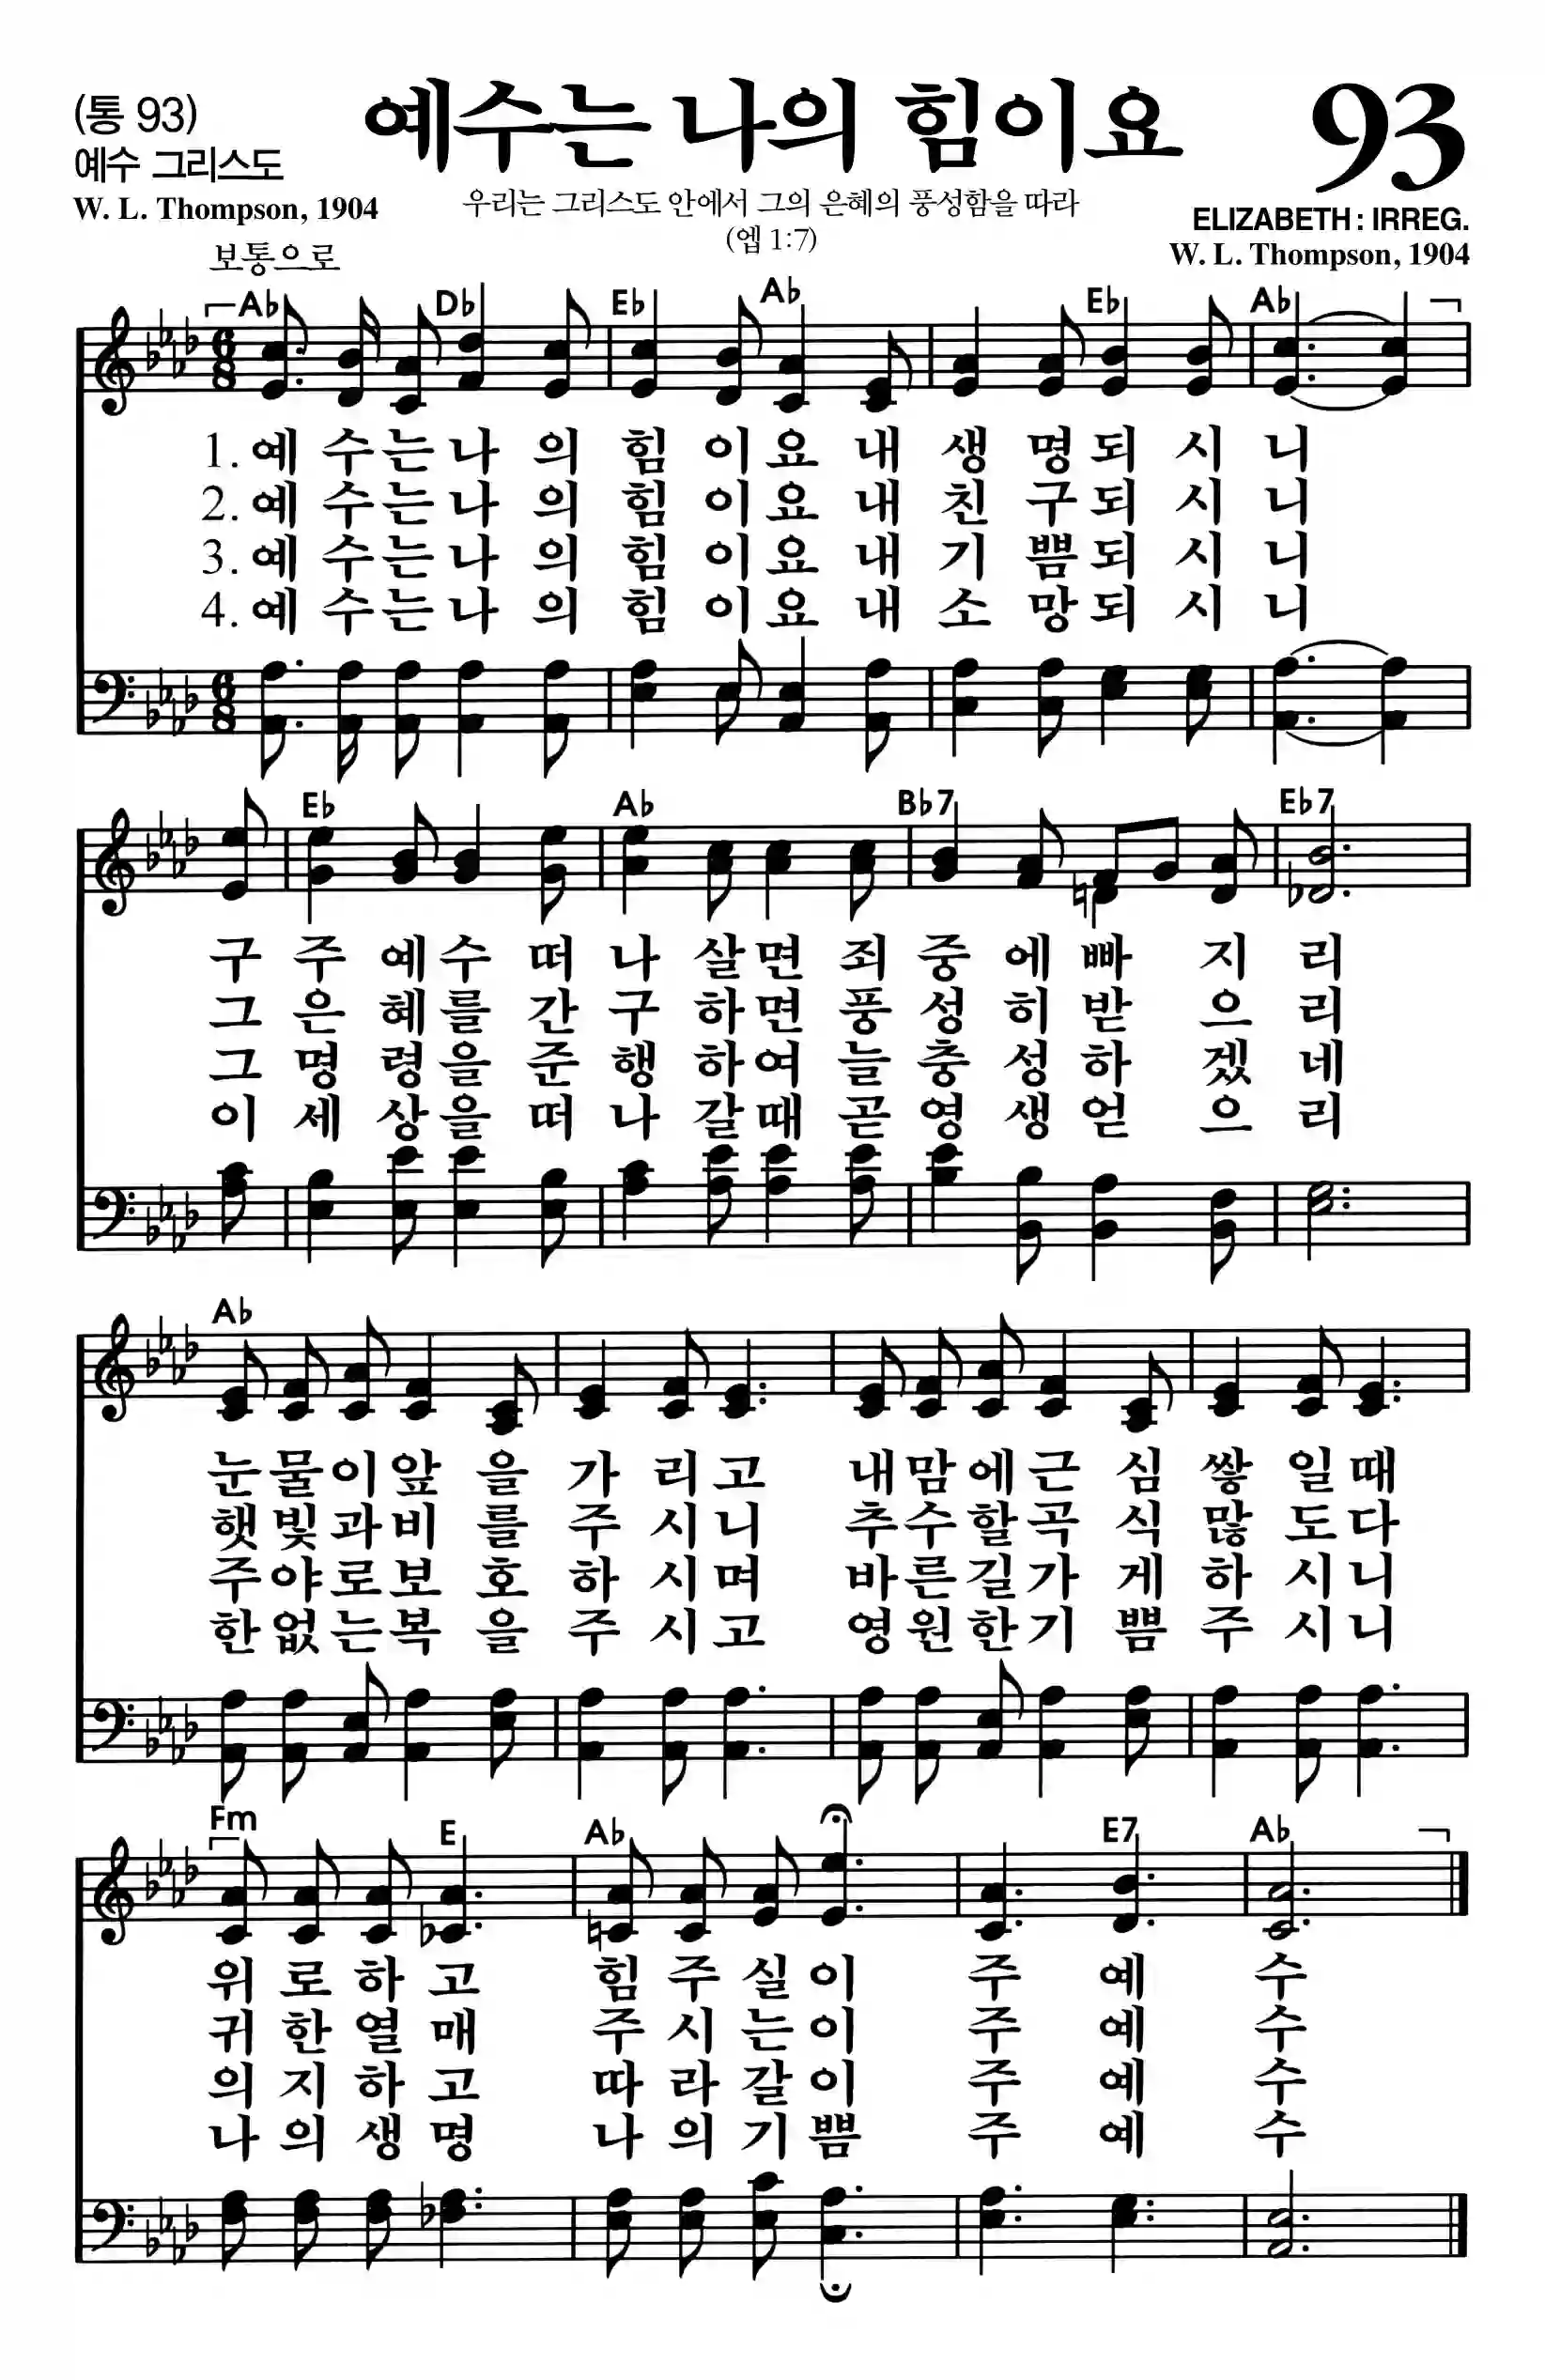 (통 93)
예수는 나의 힘이요
93
예수 그리스도
W. L. Thompson, 1904
우리는 그리스도 안에서 그의 은혜의 풍성함을 따라
(엡 1:7)
ELIZABETH : IRREG.
W. L. Thompson, 1904
보통으로
A♭ D♭ E♭ A♭ E♭ A♭
6 8
1. 예 수는나 의 힘 이요 내 생 명되 시 니
2. 예 수는나 의 힘 이요 내 친 구되 시 니
3. 예 수는나 의 힘 이요 내 기 쁨되 시 니
4. 예 수는나 의 힘 이요 내 소 망되 시 니
6 8
E♭ A♭ B♭7 E♭7
구 주 예수 떠 나 살면 죄 중 에빠 지 리
그 은 혜를 간 구 하면 풍 성 히받 으 리
그 명 령을 준 행 하여 늘 충 성하 겠 네
이 세 상을 떠 나 갈때 곧 영 생얻 으 리
A♭
눈물이앞 을 가 리고 내맘에근 심 쌓 일때
햇빛과비 를 주 시니 추수할곡 식 많 도다
주야로보 호 하 시며 바른길가 게 하 시니
한없는복 을 주 시고 영원한기 쁨 주 시니
Fm E A♭ E7 A♭
위 로하 고 힘 주 실이 주 예 수
귀 한열 매 주 시 는이 주 예 수
의 지하 고 따 라 갈이 주 예 수
나 의생 명 나 의 기쁨 주 예 수